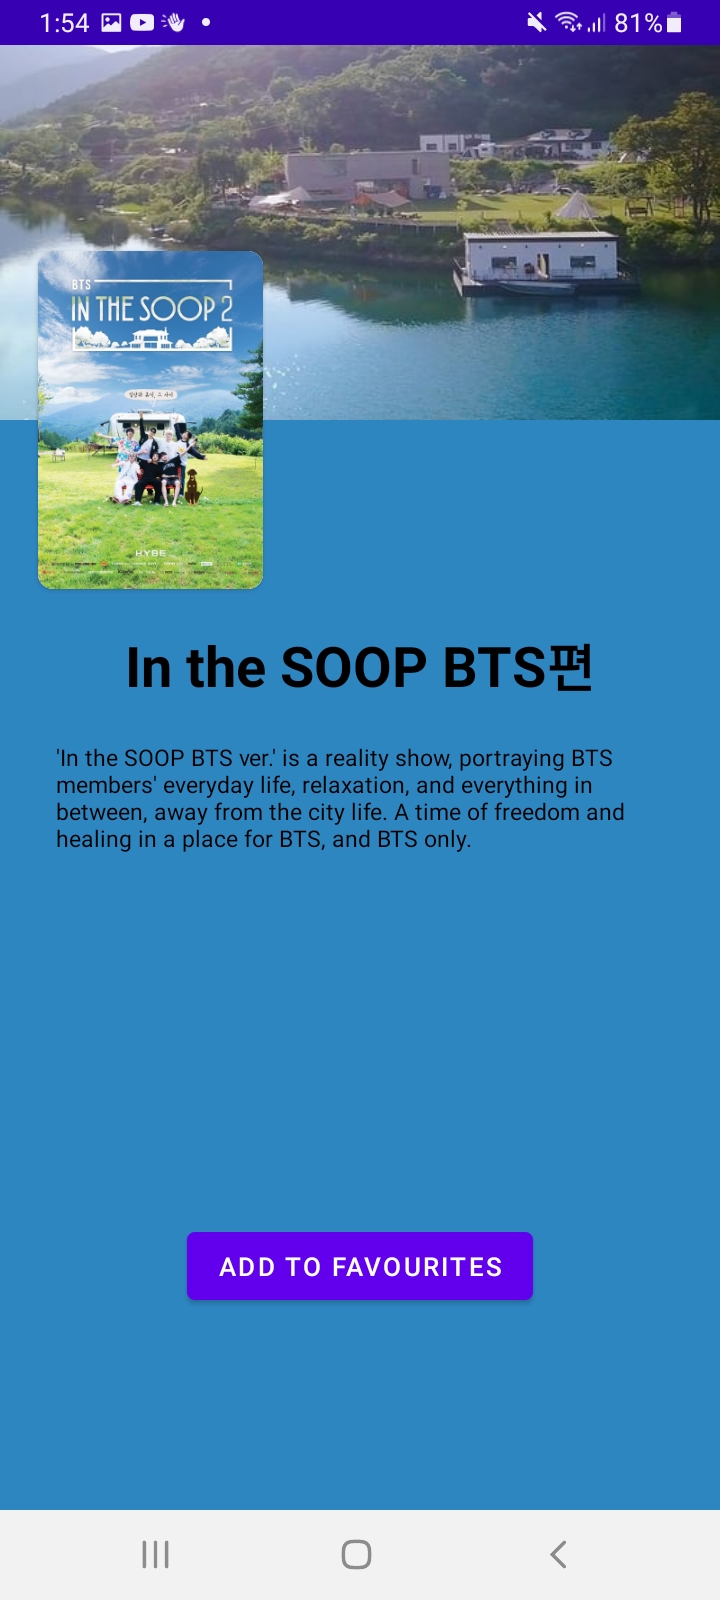 1:54
81%
BTS
IN THE SOOP 2
HYBE
In the SOOP BTS편
'In the SOOP BTS ver.' is a reality show, portraying BTS
members' everyday life, relaxation, and everything in
between, away from the city life. A time of freedom and
healing in a place for BTS, and BTS only.
ADD TO FAVOURITES